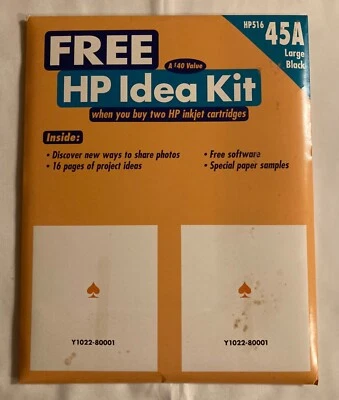 FREE
A $40 Value
HP Idea Kit
when you buy two HP inkjet cartridges
HP516
45A
Large
Black
Inside:
• Discover new ways to share photos
• 16 pages of project ideas
• Free software
• Special paper samples
Y1022-80001
Y1022-80001